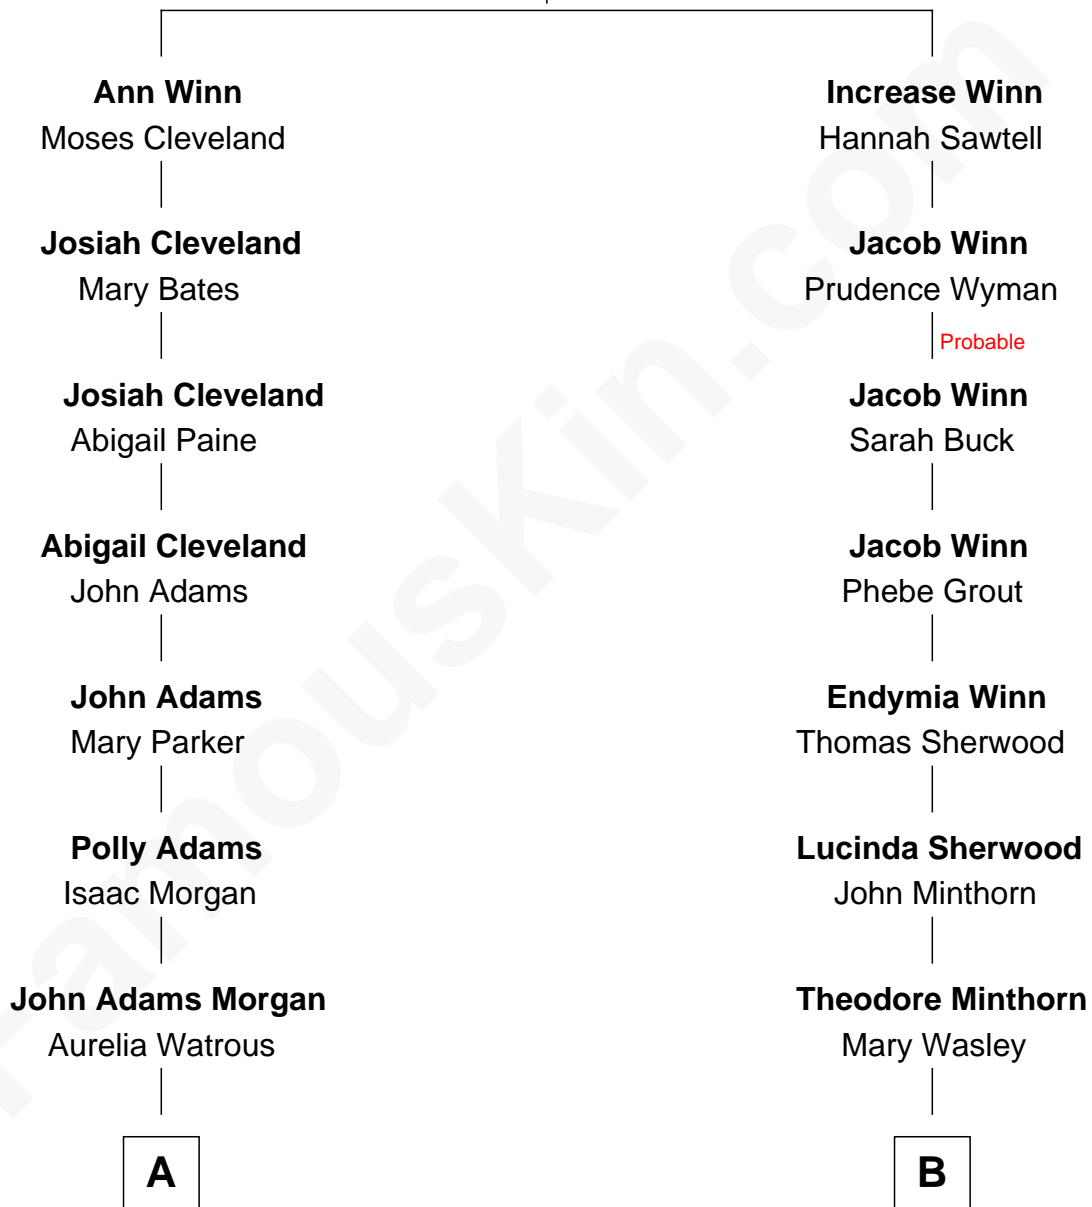 Ann Winn
Moses Cleveland
Josiah Cleveland
Mary Bates
Josiah Cleveland
Abigail Paine
Abigail Cleveland
John Adams
John Adams
Mary Parker
Polly Adams
Isaac Morgan
John Adams Morgan
Aurelia Watrous
A
Increase Winn
Hannah Sawtell
Jacob Winn
Prudence Wyman
Probable
Jacob Winn
Sarah Buck
Jacob Winn
Phebe Grout
Endymia Winn
Thomas Sherwood
Lucinda Sherwood
John Minthorn
Theodore Minthorn
Mary Wasley
B
FamousKin.com